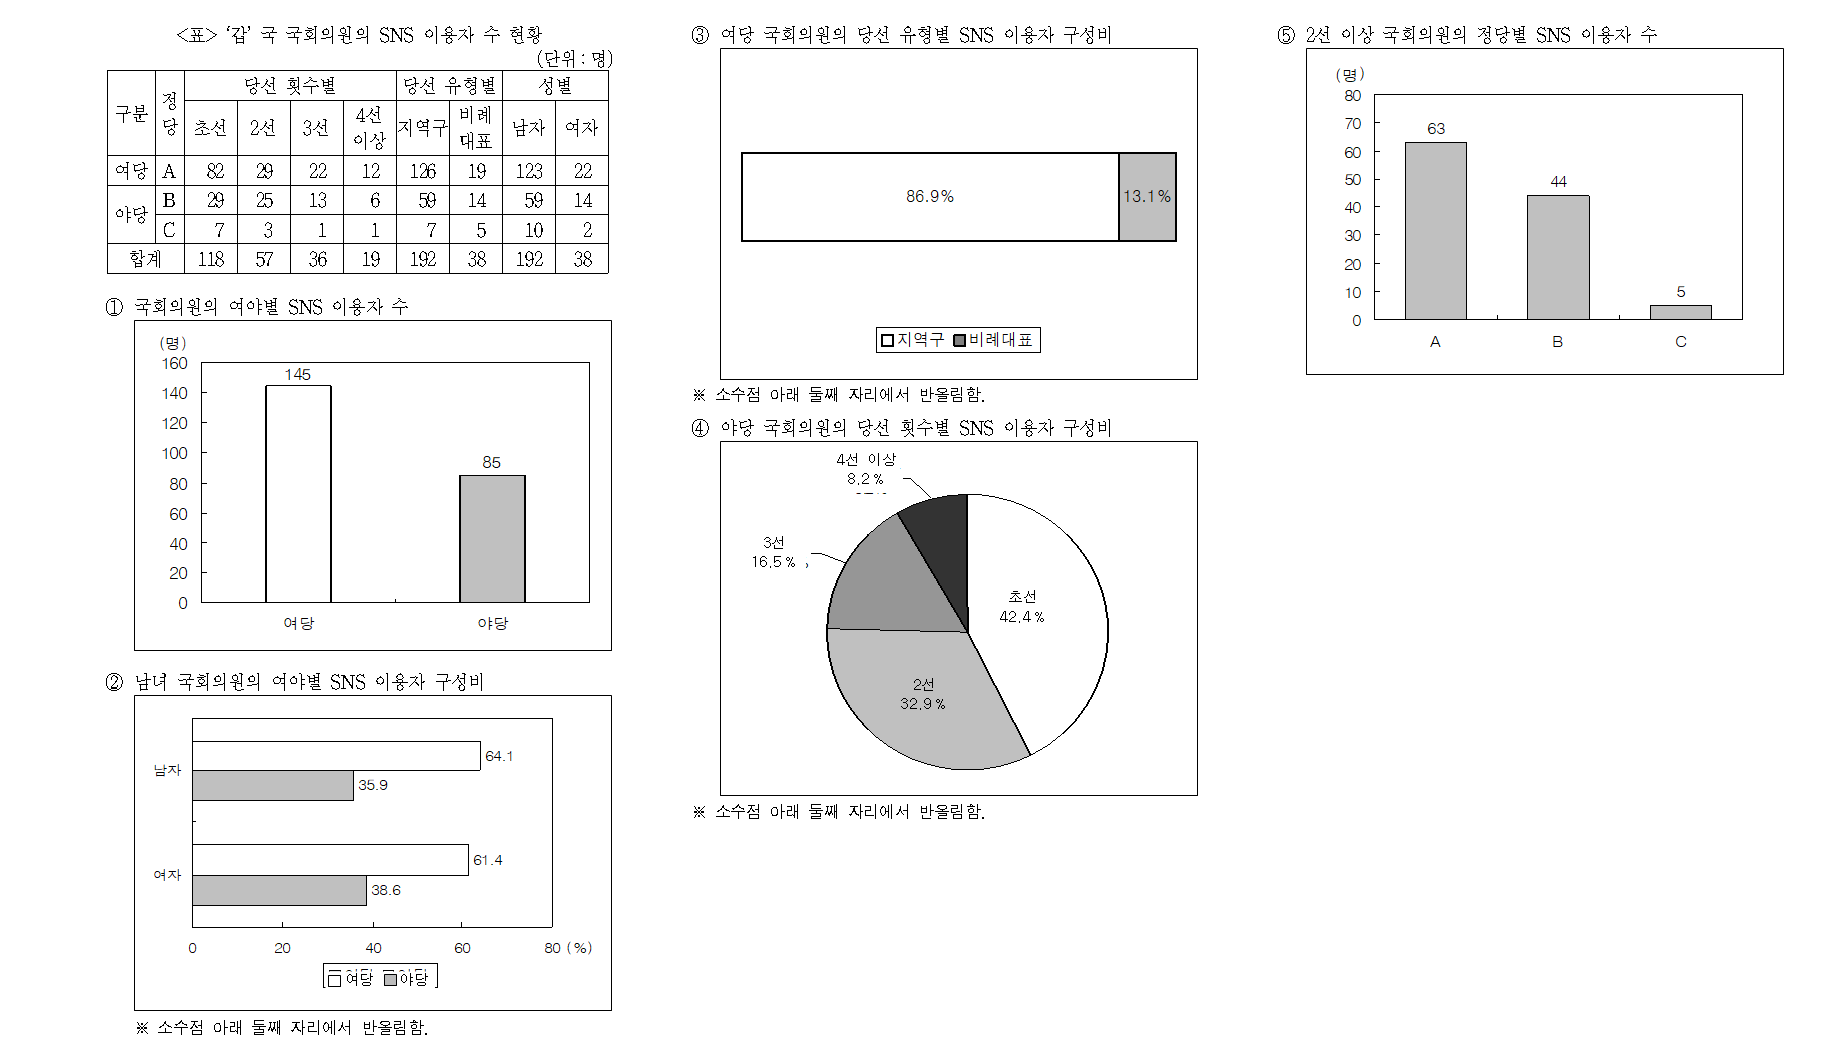 <표> ‘갑’ 국 국회의원의 SNS 이용자 수 현황
(단위 : 명)
구분 정당 당선 횟수별 당선 유형별 성별
초선 2선 3선 4선 이상 지역구 비례대표 남자 여자
여당 A 82 29 22 12 126 19 123 22
야당 B 29 25 13 6 59 14 59 14
C 7 3 1 1 7 5 10 2
합계 118 57 36 19 192 38 192 38
① 국회의원의 여야별 SNS 이용자 수
(명)
160
140
120
100
80
60
40
20
0
145
85
여당 야당
② 남녀 국회의원의 여야별 SNS 이용자 구성비
남자
64.1
35.9
여자
61.4
38.6
0 20 40 60 80 (%)
여당 야당
※ 소수점 아래 둘째 자리에서 반올림함.
③ 여당 국회의원의 당선 유형별 SNS 이용자 구성비
86.9% 13.1%
지역구 비례대표
※ 소수점 아래 둘째 자리에서 반올림함.
④ 야당 국회의원의 당선 횟수별 SNS 이용자 구성비
4선 이상
8.2%
3선
16.5%
초선
42.4%
2선
32.9%
※ 소수점 아래 둘째 자리에서 반올림함.
⑤ 2선 이상 국회의원의 정당별 SNS 이용자 수
(명)
80
70
60
50
40
30
20
10
0
63
44
5
A B C